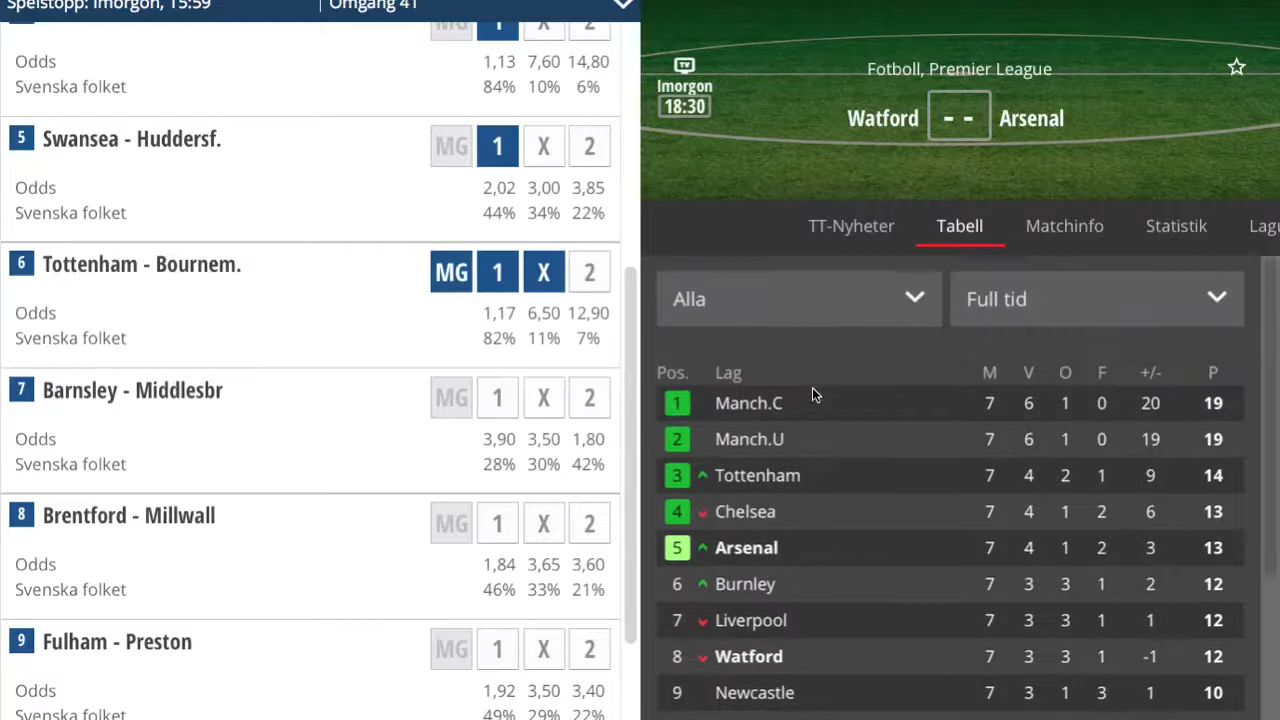 Spelstopp: Imorgon, 15:59 Omgång 41
MG 1 X 2
Odds 1,13 7,60 14,80
Svenska folket 84% 10% 6%
5 Swansea - Huddersf. MG 1 X 2
Odds 2,02 3,00 3,85
Svenska folket 44% 34% 22%
6 Tottenham - Bournem. MG 1 X 2
Odds 1,17 6,50 12,90
Svenska folket 82% 11% 7%
7 Barnsley - Middlesbr MG 1 X 2
Odds 3,90 3,50 1,80
Svenska folket 28% 30% 42%
8 Brentford - Millwall MG 1 X 2
Odds 1,84 3,65 3,60
Svenska folket 46% 33% 21%
9 Fulham - Preston MG 1 X 2
Odds 1,92 3,50 3,40
Svenska folket 49% 29% 22%
Fotboll, Premier League
TV
Imorgon
18:30
Watford - - Arsenal
TT-Nyheter Tabell Matchinfo Statistik Lagu
Alla Full tid
Pos. Lag M V O F +/- P
1 Manch.C 7 6 1 0 20 19
2 Manch.U 7 6 1 0 19 19
3 Tottenham 7 4 2 1 9 14
4 Chelsea 7 4 1 2 6 13
5 Arsenal 7 4 1 2 3 13
6 Burnley 7 3 3 1 2 12
7 Liverpool 7 3 3 1 1 12
8 Watford 7 3 3 1 -1 12
9 Newcastle 7 3 1 3 1 10